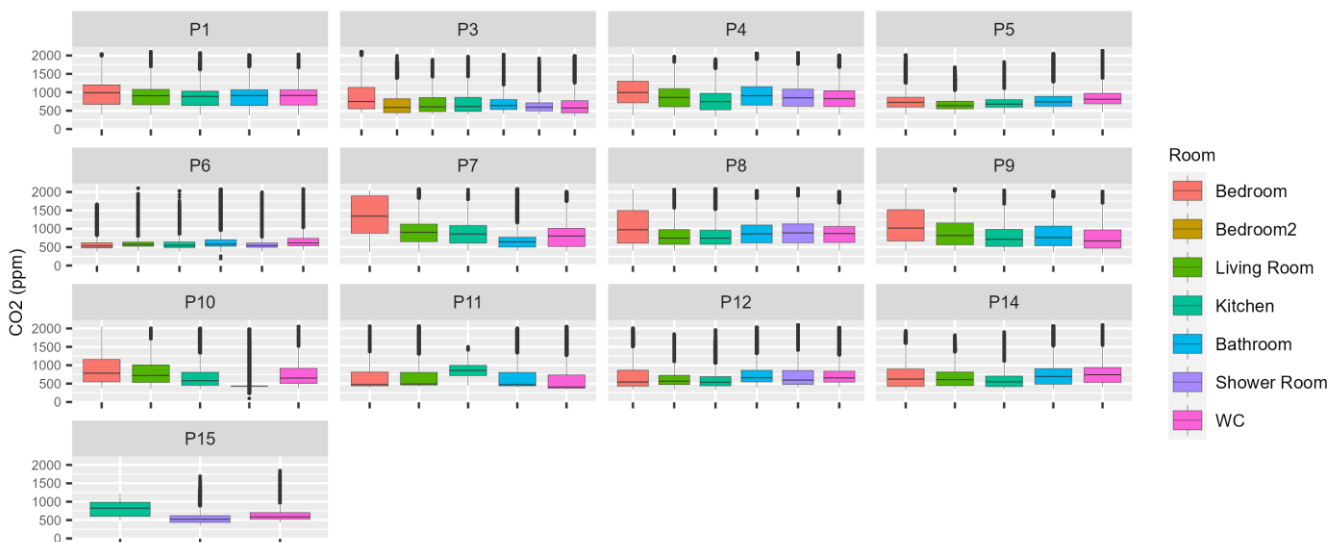 P1
P3
P4
P5
2000
1500
1000
500
0
P6
P7
P8
P9
2000
1500
1000
500
0
P10
P11
P12
P14
2000
1500
1000
500
0
P15
2000
1500
1000
500
0
CO2 (ppm)
Room
Bedroom
Bedroom2
Living Room
Kitchen
Bathroom
Shower Room
WC